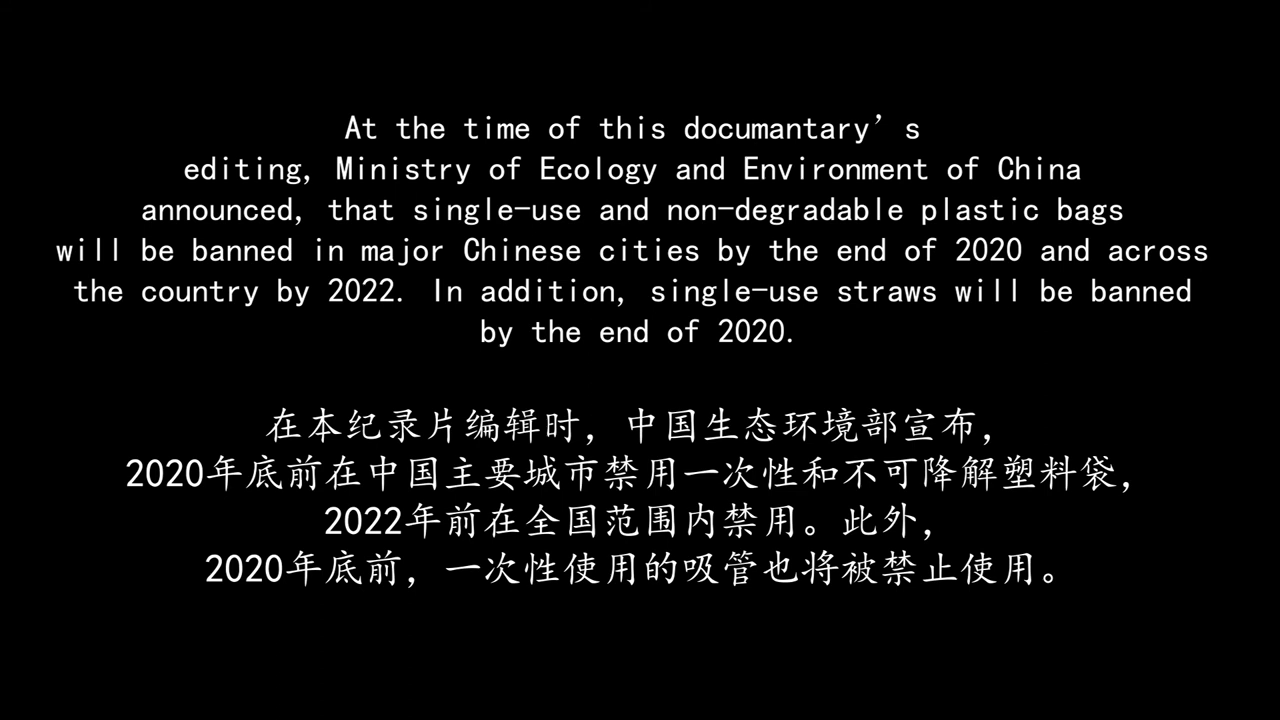 At the time of this documantary’s
editing, Ministry of Ecology and Environment of China
announced, that single-use and non-degradable plastic bags
will be banned in major Chinese cities by the end of 2020 and across
the country by 2022. In addition, single-use straws will be banned
by the end of 2020.
在本纪录片编辑时，中国生态环境部宣布，
2020年底前在中国主要城市禁用一次性和不可降解塑料袋，
2022年前在全国范围内禁用。此外，
2020年底前，一次性使用的吸管也将被禁止使用。